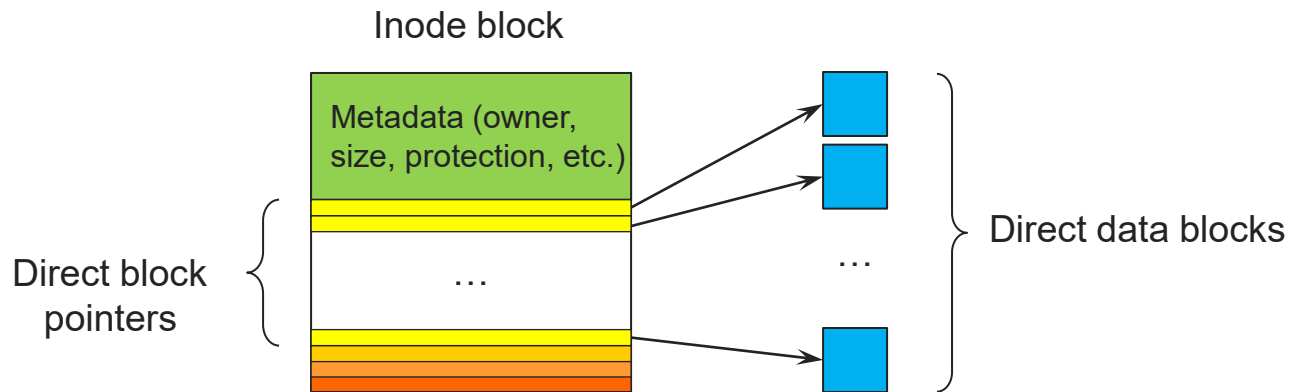 Inode block
Metadata (owner,
size, protection, etc.)
Direct block
pointers
…
…
Direct data blocks